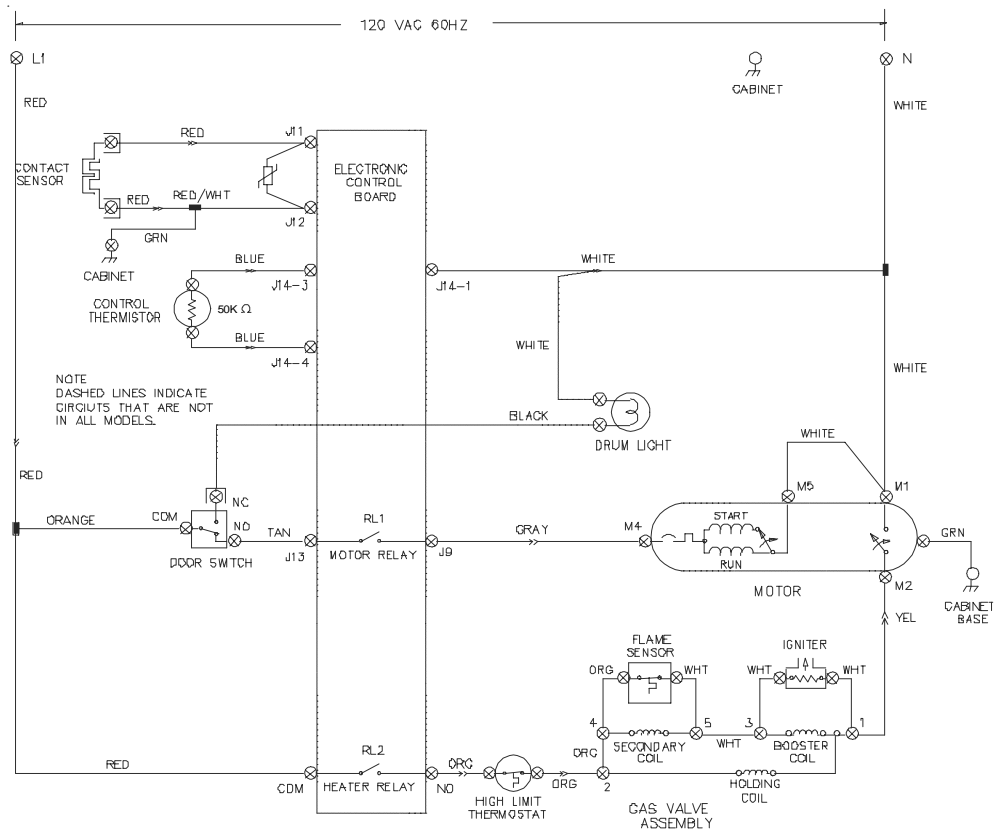 120 VAC 60HZ
L1
N
CABINET
RED
WHITE
RED
J11
CONTACT
SENSOR
ELECTRONIC
CONTROL
BOARD
RED
RED/WHT
J12
GRN
CABINET
BLUE
J14-3
J14-1
WHITE
CONTROL
THERMISTOR
50K Ω
BLUE
J14-4
WHITE
WHITE
NOTE
DASHED LINES INDICATE
CIRCIUTS THAT ARE NOT
IN ALL MODELS.
BLACK
DRUM LIGHT
WHITE
RED
M5
M1
NC
COM
NO
ORANGE
TAN
J13
DOOR SWITCH
RL1
MOTOR RELAY
J9
GRAY
M4
START
RUN
MOTOR
M2
GRN
CABINET
BASE
YEL
FLAME
SENSOR
ORG
WHT
IGNITER
WHT
WHT
4
5
3
1
SECONDARY
COIL
WHT
BOOSTER
COIL
ORG
RED
COM
RL2
HEATER RELAY
NO
ORG
HIGH LIMIT
THERMOSTAT
ORG
2
HOLDING
COIL
GAS VALVE
ASSEMBLY